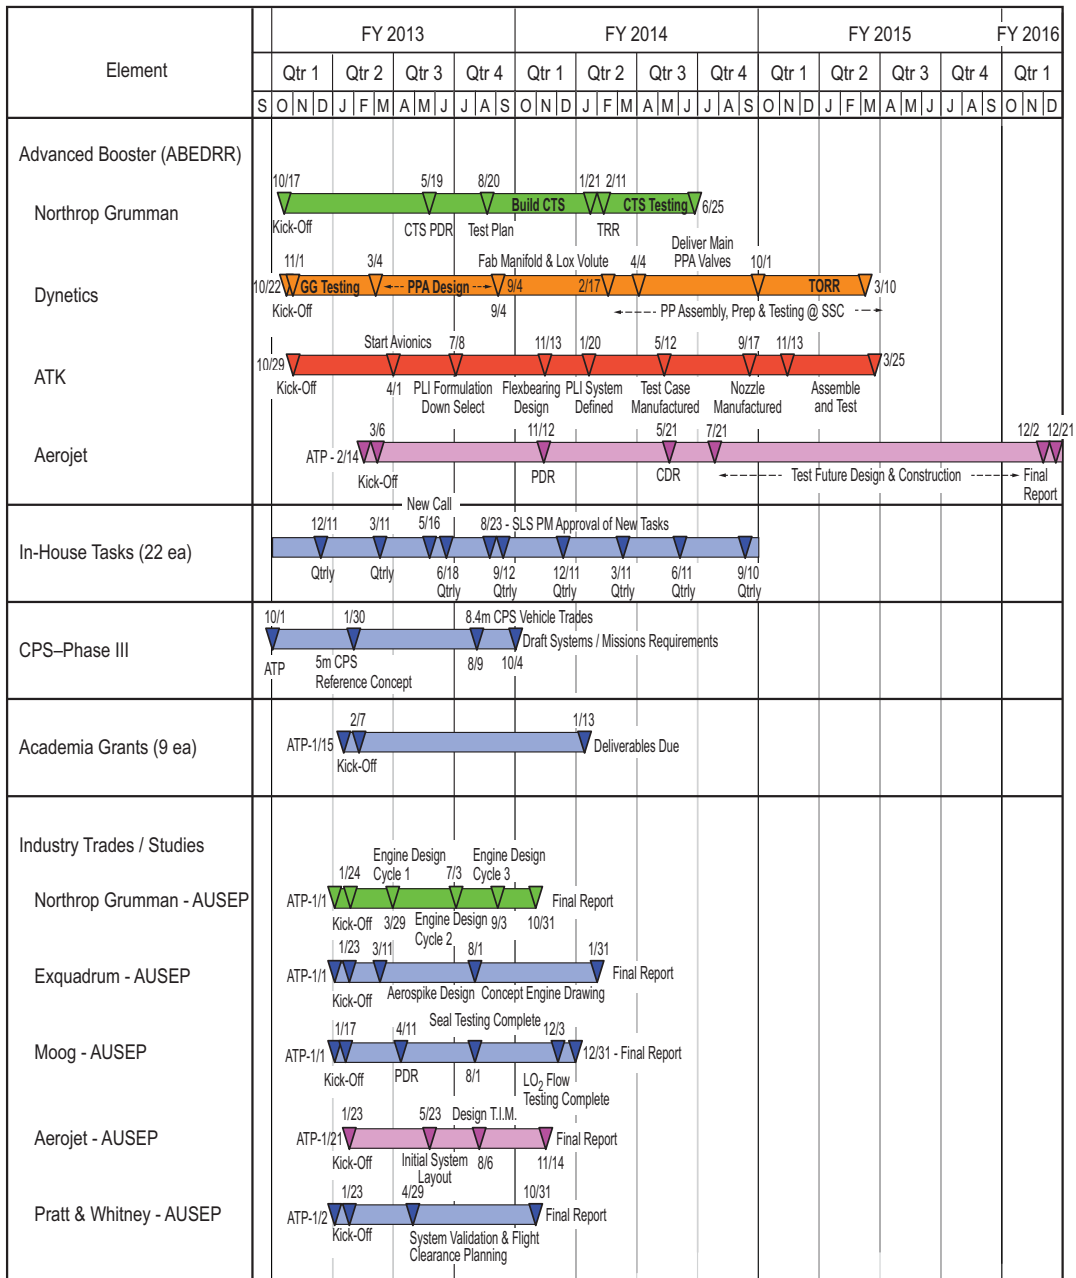 Element
FY 2013
FY 2014
FY 2015
FY 2016
Qtr 1 Qtr 2 Qtr 3 Qtr 4 Qtr 1 Qtr 2 Qtr 3 Qtr 4 Qtr 1 Qtr 2 Qtr 3 Qtr 4 Qtr 1
S O N D J F M A M J J A S O N D J F M A M J J A S O N D J F M A M J J A S O N D
Advanced Booster (ABEDRR)
10/17 5/19 8/20 1/21 2/11
Northrop Grumman
Build CTS CTS Testing 6/25
Kick-Off CTS PDR Test Plan TRR
Deliver Main
PPA Valves
11/1 3/4 Fab Manifold & Lox Volute 4/4 10/1
Dynetics
10/22 GG Testing PPA Design 9/4 2/17 TORR 3/10
Kick-Off 9/4 PP Assembly, Prep & Testing @ SSC
Start Avionics 7/8 11/13 1/20 5/12 9/17 11/13
ATK
10/29 3/25
Kick-Off 4/1 PLI Formulation Flexbearing PLI System Test Case Nozzle Assemble
Down Select Design Defined Manufactured Manufactured and Test
3/6 11/12 5/21 7/21 12/2 12/21
Aerojet
ATP - 2/14
Kick-Off PDR CDR Test Future Design & Construction Final
Report
New Call
12/11 3/11 5/16 8/23 - SLS PM Approval of New Tasks
In-House Tasks (22 ea)
Qtrly Qtrly 6/18 9/12 12/11 3/11 6/11 9/10
Qtrly Qtrly Qtrly Qtrly Qtrly Qtrly
10/1 1/30 8.4m CPS Vehicle Trades
CPS–Phase III
Draft Systems / Missions Requirements
ATP 5m CPS 8/9 10/4
Reference Concept
2/7 1/13
Academia Grants (9 ea)
ATP-1/15 Deliverables Due
Kick-Off
Industry Trades / Studies
Engine Design Engine Design
1/24 Cycle 1 7/3 Cycle 3
Northrop Grumman - AUSEP
ATP-1/1 Final Report
Kick-Off 3/29 Engine Design 9/3 10/31
Cycle 2
1/23 3/11 8/1 1/31
Exquadrum - AUSEP
ATP-1/1 Final Report
Kick-Off Aerospike Design Concept Engine Drawing
Seal Testing Complete
1/17 4/11 12/3
Moog - AUSEP
ATP-1/1 12/31 - Final Report
Kick-Off PDR 8/1 LO2 Flow
Testing Complete
1/23 5/23 Design T.I.M.
Aerojet - AUSEP
ATP-1/21 Final Report
Kick-Off Initial System 8/6 11/14
Layout
1/23 4/29 10/31
Pratt & Whitney - AUSEP
ATP-1/2 Final Report
Kick-Off System Validation & Flight
Clearance Planning